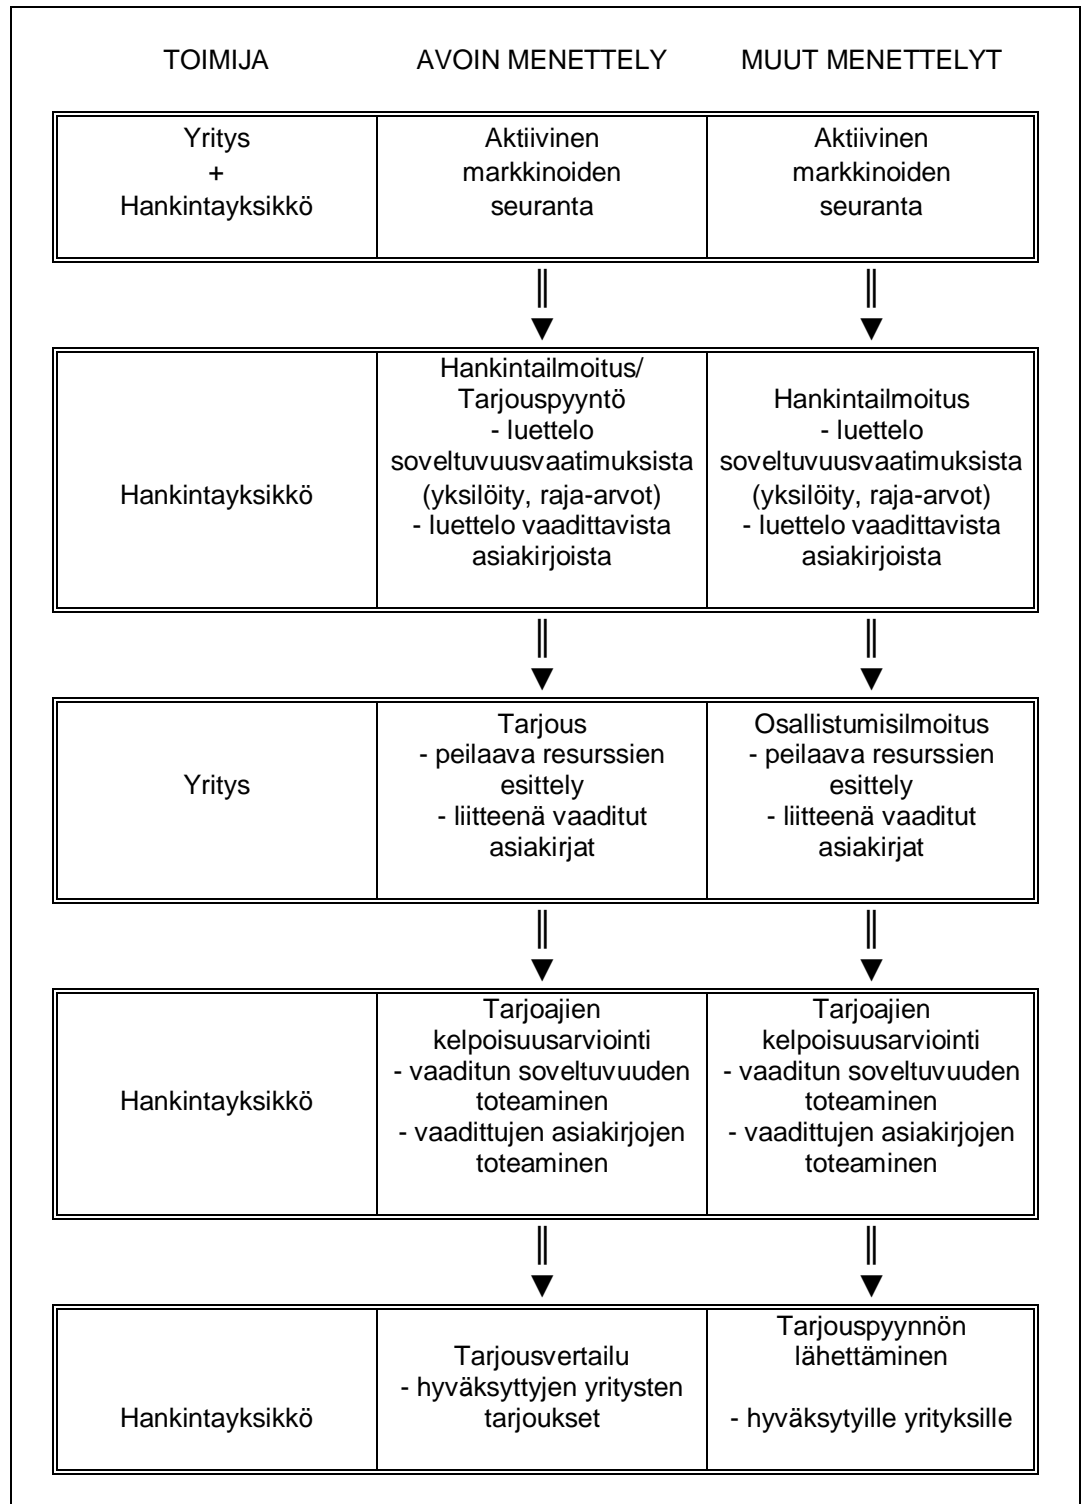 TOIMIJA
AVOIN MENETTELY
MUUT MENETTELYT
Yritys
+
Hankintayksikkö
Aktiivinen
markkinoiden
seuranta
Aktiivinen
markkinoiden
seuranta
Hankintayksikkö
Hankintailmoitus/
Tarjouspyyntö
- luettelo
soveltuvuusvaatimuksista
(yksilöity, raja-arvot)
- luettelo vaadittavista
asiakirjoista
Hankintailmoitus
- luettelo
soveltuvuusvaatimuksista
(yksilöity, raja-arvot)
- luettelo vaadittavista
asiakirjoista
Yritys
Tarjous
- peilaava resurssien
esittely
- liitteenä vaaditut
asiakirjat
Osallistumisilmoitus
- peilaava resurssien
esittely
- liitteenä vaaditut
asiakirjat
Hankintayksikkö
Tarjoajien
kelpoisuusarviointi
- vaaditun soveltuvuuden
toteaminen
- vaadittujen asiakirjojen
toteaminen
Tarjoajien
kelpoisuusarviointi
- vaaditun soveltuvuuden
toteaminen
- vaadittujen asiakirjojen
toteaminen
Hankintayksikkö
Tarjousvertailu
- hyväksyttyjen yritysten
tarjoukset
Tarjouspyynnön
lähettäminen
- hyväksytyille yrityksille